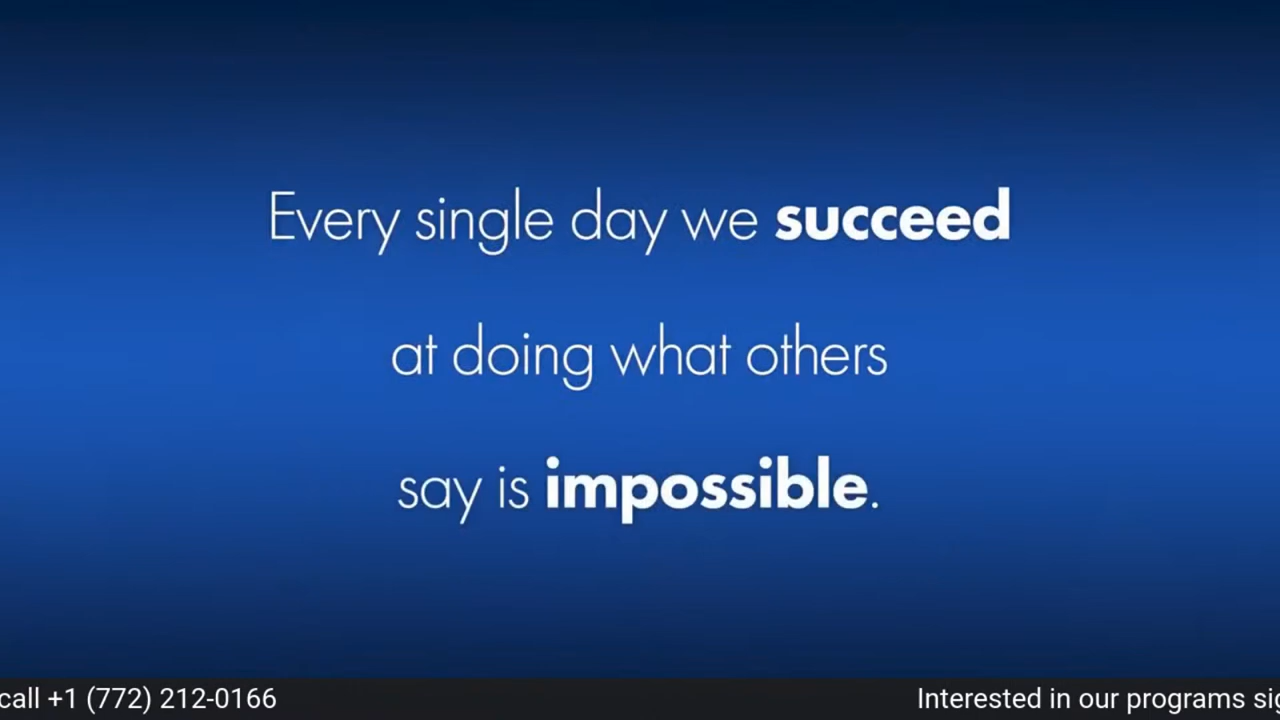 Every single day we succeed
at doing what others
say is impossible.
call +1 (772) 212-0166
Interested in our programs